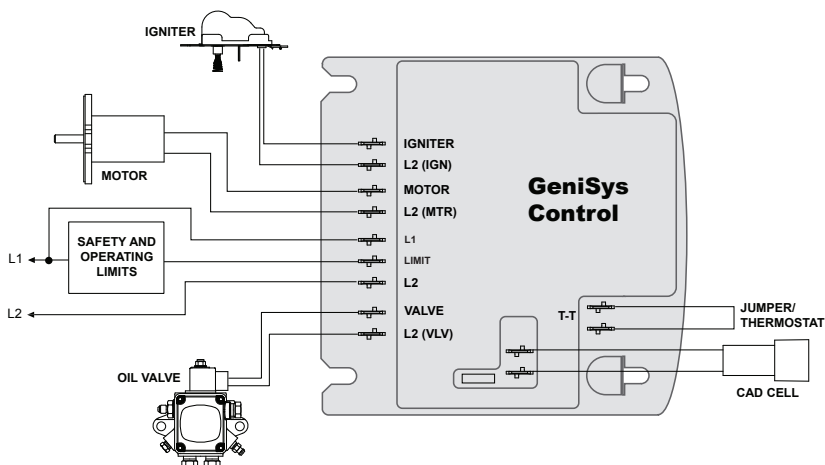 IGNITER
MOTOR
L1
SAFETY AND
OPERATING
LIMITS
L2
OIL VALVE
IGNITER
L2 (IGN)
MOTOR
L2 (MTR)
L1
LIMIT
L2
VALVE
L2 (VLV)
GeniSys
Control
T-T
JUMPER/
THERMOSTAT
CAD CELL